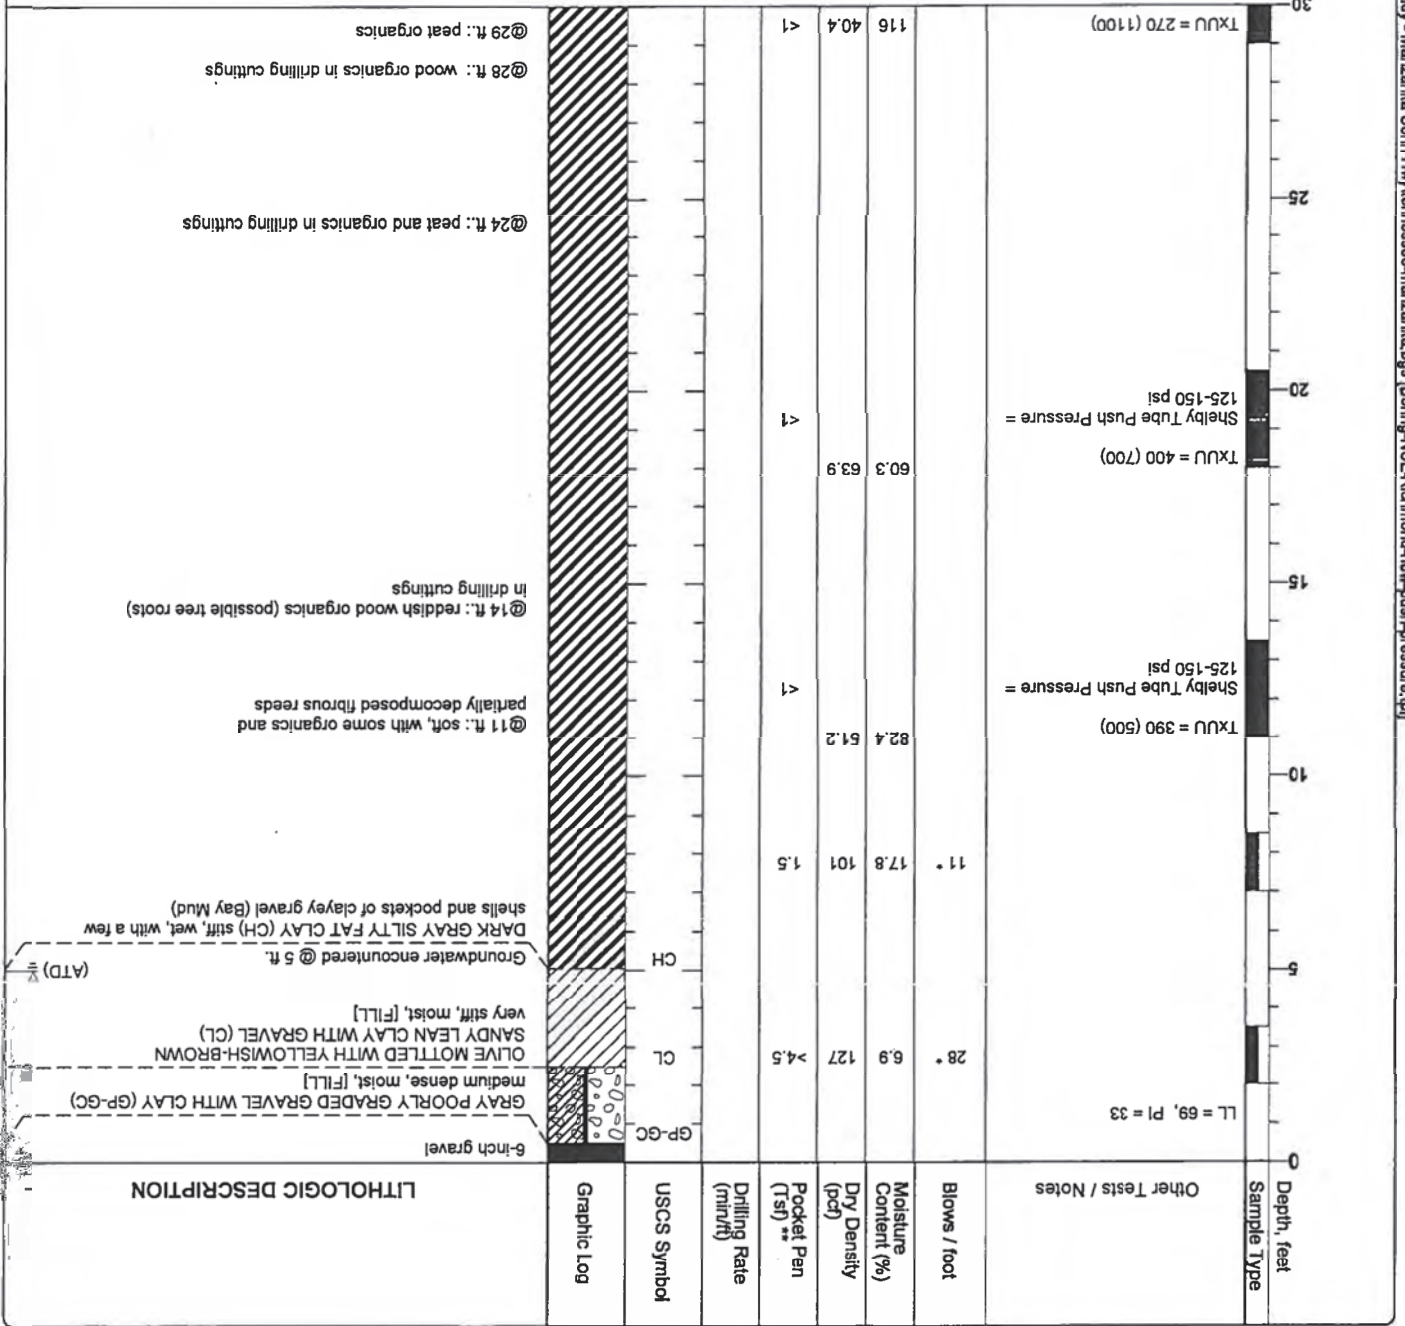 Depth, feet
Sample Type
Other Tests / Notes
Blows / foot
Moisture
Content (%)
Dry Density
(pcf)
Pocket Pen
(Tsf) **
Drilling Rate
(min/ft)
USCS Symbol
Graphic Log
LITHOLOGIC DESCRIPTION
0
6-inch gravel
LL = 69, PI = 33
GP-GC
GRAY POORLY GRADED GRAVEL WITH CLAY (GP-GC)
medium dense, moist, [FILL]
28 *
6.9
127
>4.5
CL
OLIVE MOTTLED WITH YELLOWISH-BROWN
SANDY LEAN CLAY WITH GRAVEL (CL)
very stiff, moist, [FILL]
5
CH
Groundwater encountered @ 5 ft.
(ATD)
DARK GRAY SILTY FAT CLAY (CH) stiff, wet, with a few
shells and pockets of clayey gravel (Bay Mud)
11 *
17.8
101
1.5
10
TxUU = 390 (500)
82.4
51.2
@11 ft.: soft, with some organics and
partially decomposed fibrous reeds
Shelby Tube Push Pressure =
125-150 psi
<1
@14 ft.: reddish wood organics (possible tree roots)
in drilling cuttings
15
TxUU = 400 (700)
60.3
63.9
Shelby Tube Push Pressure =
125-150 psi
<1
20
@24 ft.: peat and organics in drilling cuttings
25
@28 ft.: wood organics in drilling cuttings
@29 ft.: peat organics
TxUU = 270 (1100)
116
40.4
<1
30